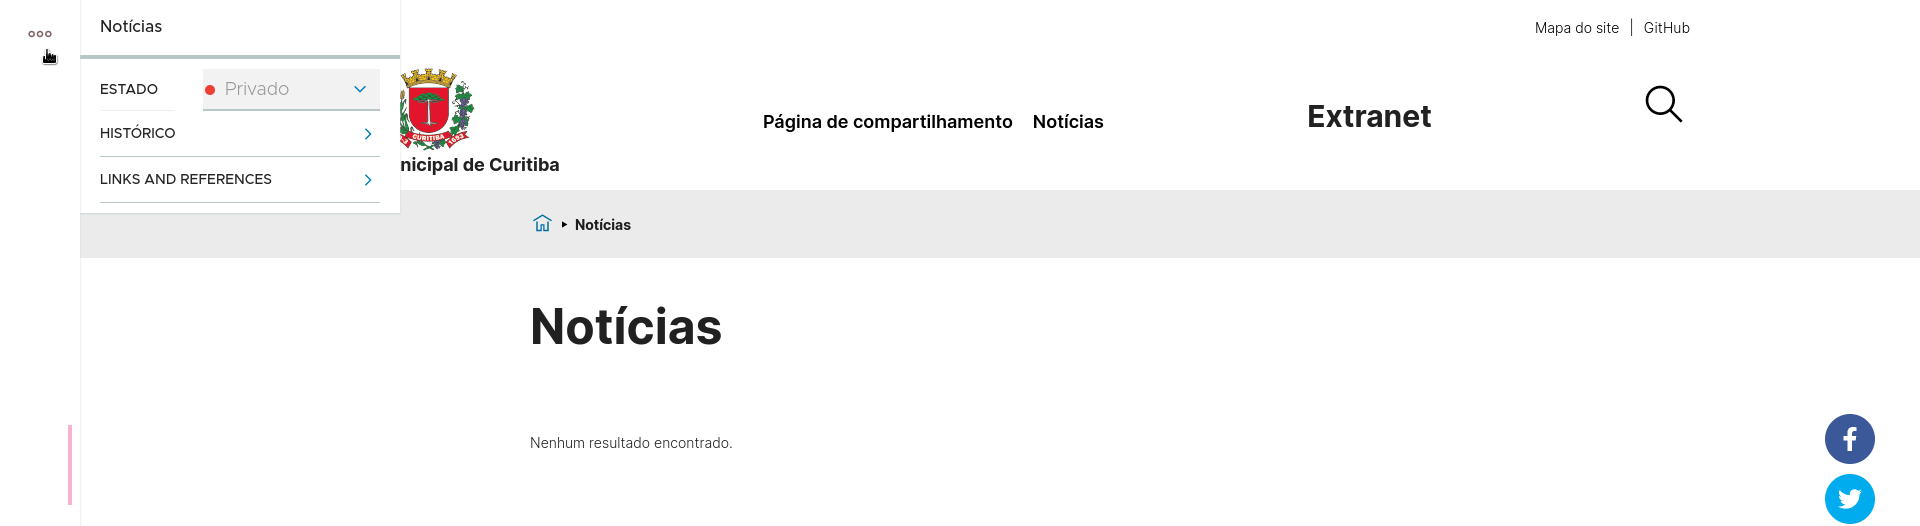 Notícias
ESTADO
Privado
HISTÓRICO
LINKS AND REFERENCES
Mapa do site | GitHub
CURITIBA
nicipal de Curitiba
Página de compartilhamento Notícias
Extranet
Notícias
Notícias
Nenhum resultado encontrado.